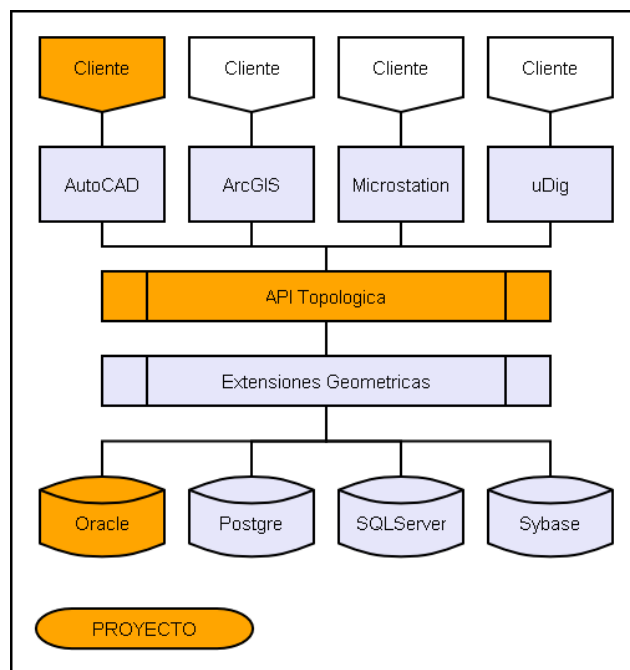 Cliente
Cliente
Cliente
Cliente
AutoCAD
ArcGIS
Microstation
uDig
API Topologica
Extensiones Geometricas
Oracle
Postgre
SQLServer
Sybase
PROYECTO